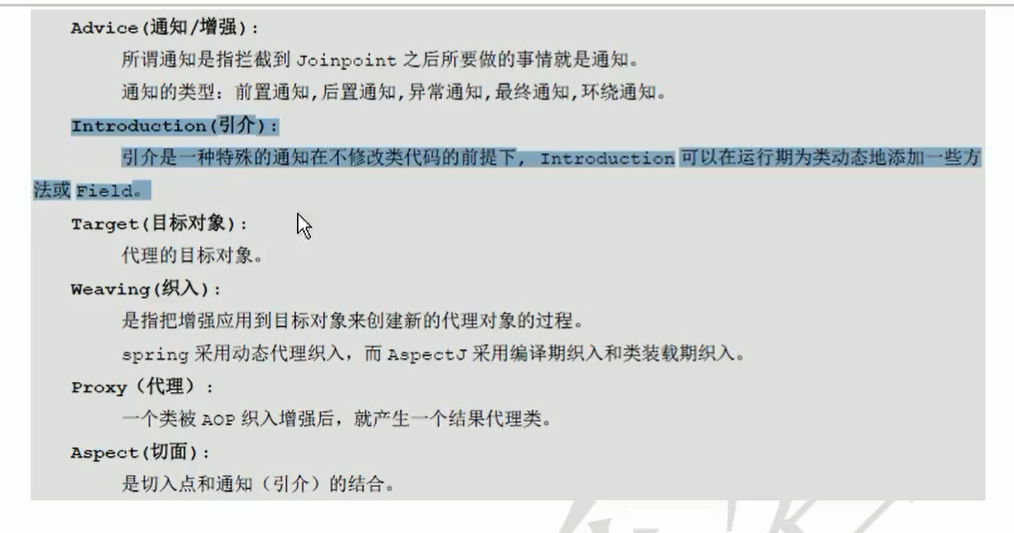 Advice(通知/增强):
所谓通知是指拦截到 Joinpoint 之后所要做的事情就是通知。
通知的类型：前置通知,后置通知,异常通知,最终通知,环绕通知。
Introduction(引介):
引介是一种特殊的通知在不修改类代码的前提下, Introduction 可以在运行期为类动态地添加一些方
法或 Field。
Target(目标对象):
代理的目标对象。
Weaving(织入):
是指把增强应用到目标对象来创建新的代理对象的过程。
spring 采用动态代理织入，而 AspectJ 采用编译期织入和类装载期织入。
Proxy（代理）:
一个类被 AOP 织入增强后，就产生一个结果代理类。
Aspect(切面):
是切入点和通知（引介）的结合。